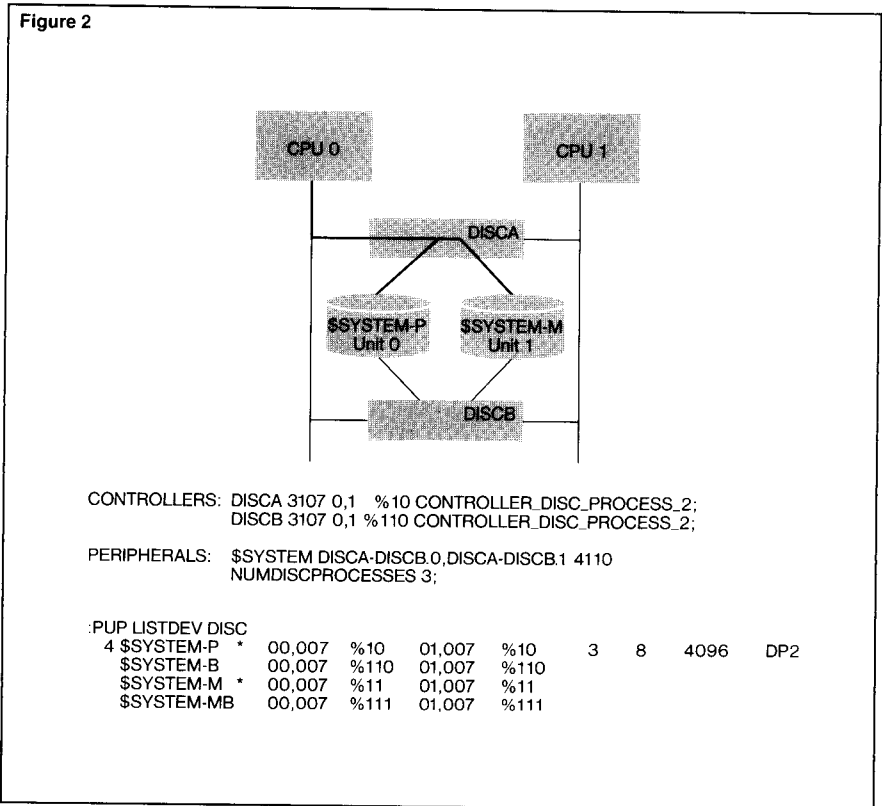 Figure 2
CPU 0
CPU 1
DISCA
$SYSTEM-P
Unit 0
$SYSTEM-M
Unit 1
DISCB
CONTROLLERS: DISCA 3107 0,1 %10 CONTROLLER_DISC_PROCESS_2;
DISCB 3107 0,1 %110 CONTROLLER_DISC_PROCESS_2;
PERIPHERALS: $SYSTEM DISCA-DISCB.0,DISCA-DISCB.1 4110
NUMDISCPROCESSES 3;
:PUP LISTDEV DISC
4 $SYSTEM-P * 00,007 %10 01,007 %10 3 8 4096 DP2
$SYSTEM-B 00,007 %110 01,007 %110
$SYSTEM-M * 00,007 %11 01,007 %11
$SYSTEM-MB 00,007 %111 01,007 %111